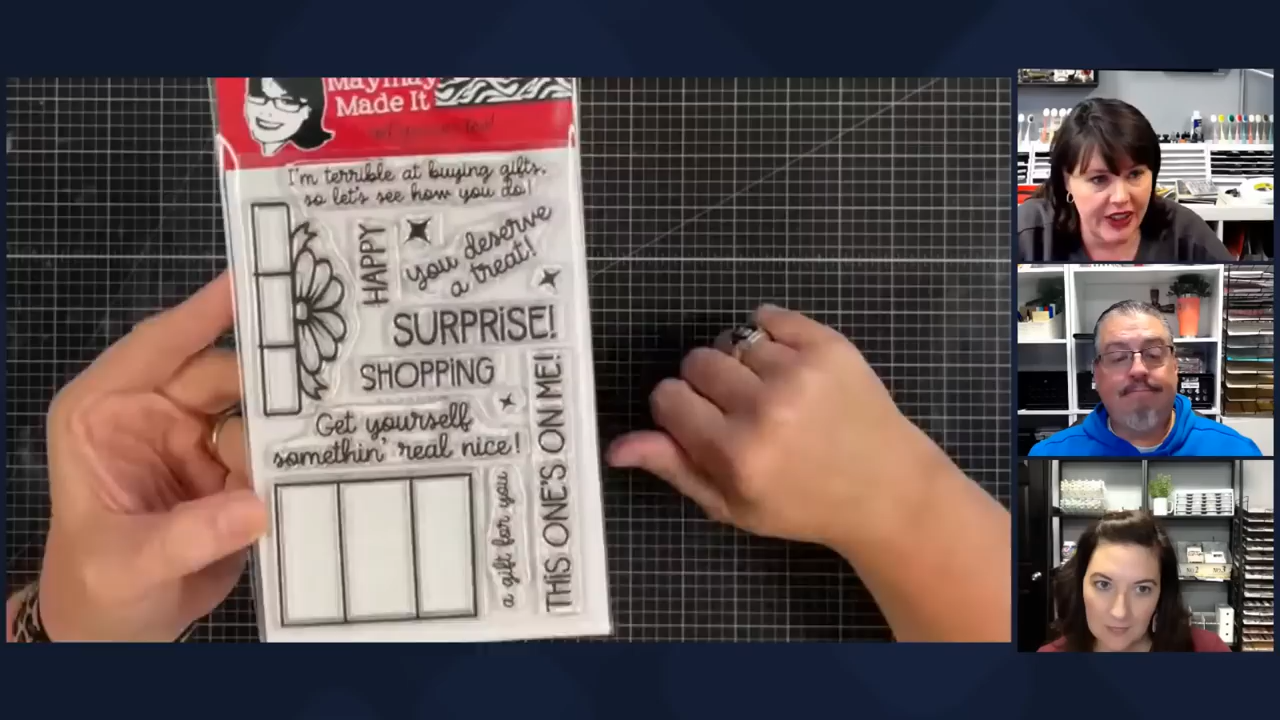 Maymay
Made It
I'm terrible at buying gifts,
so let's see how you do!
HAPPY
you deserve
a treat!
SURPRISE!
SHOPPING
Get yourself
somethin' real nice!
THIS ONE'S ON ME!
a gift for you